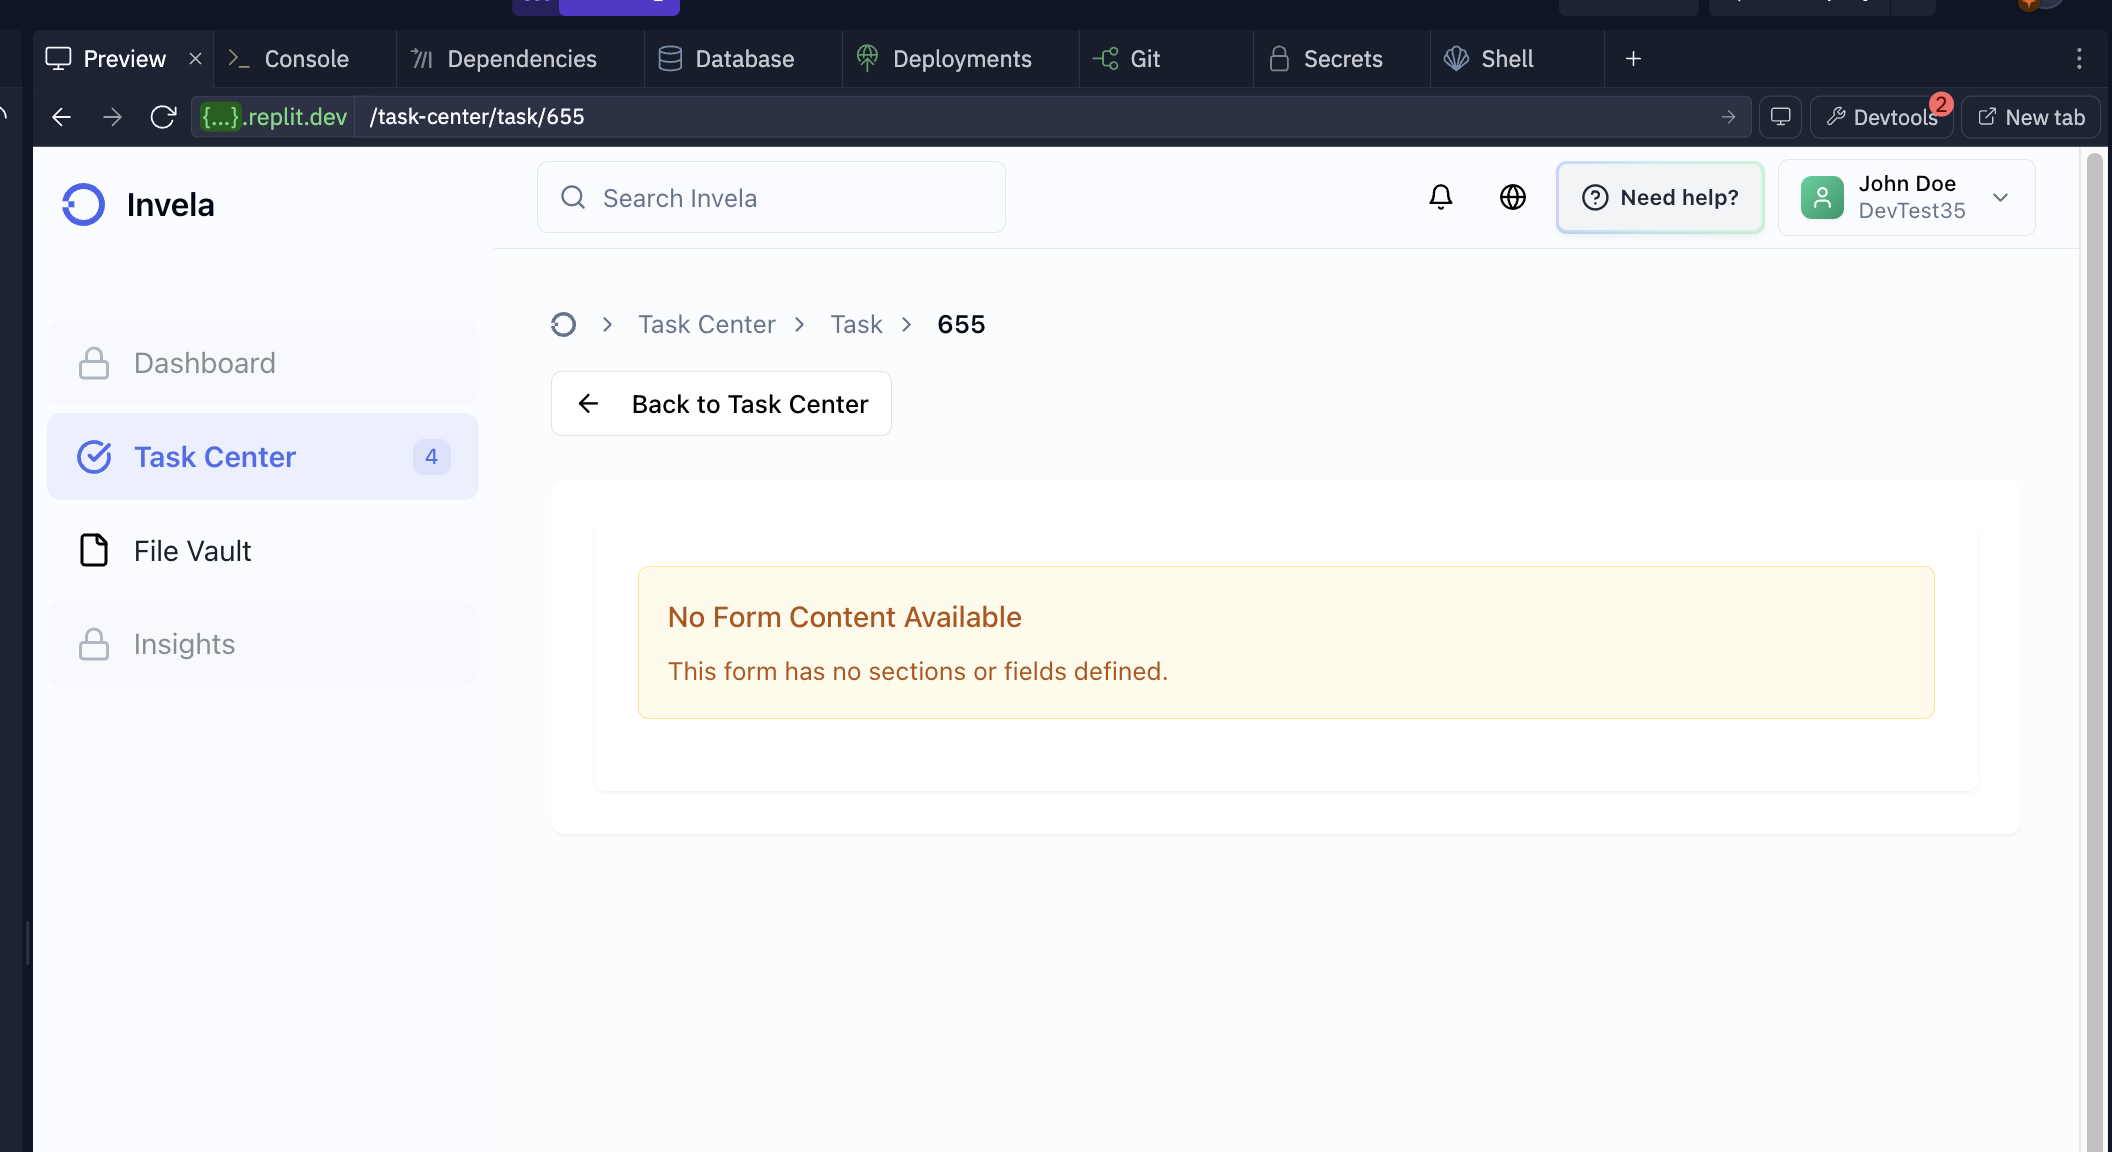 Preview
Console
Dependencies
Database
Deployments
Git
Secrets
Shell
{...}.replit.dev
/task-center/task/655
Devtools
2
New tab
Invela
Search Invela
Need help?
John Doe
DevTest35
Task Center
Task
655
Back to Task Center
Dashboard
Task Center
4
File Vault
Insights
No Form Content Available
This form has no sections or fields defined.